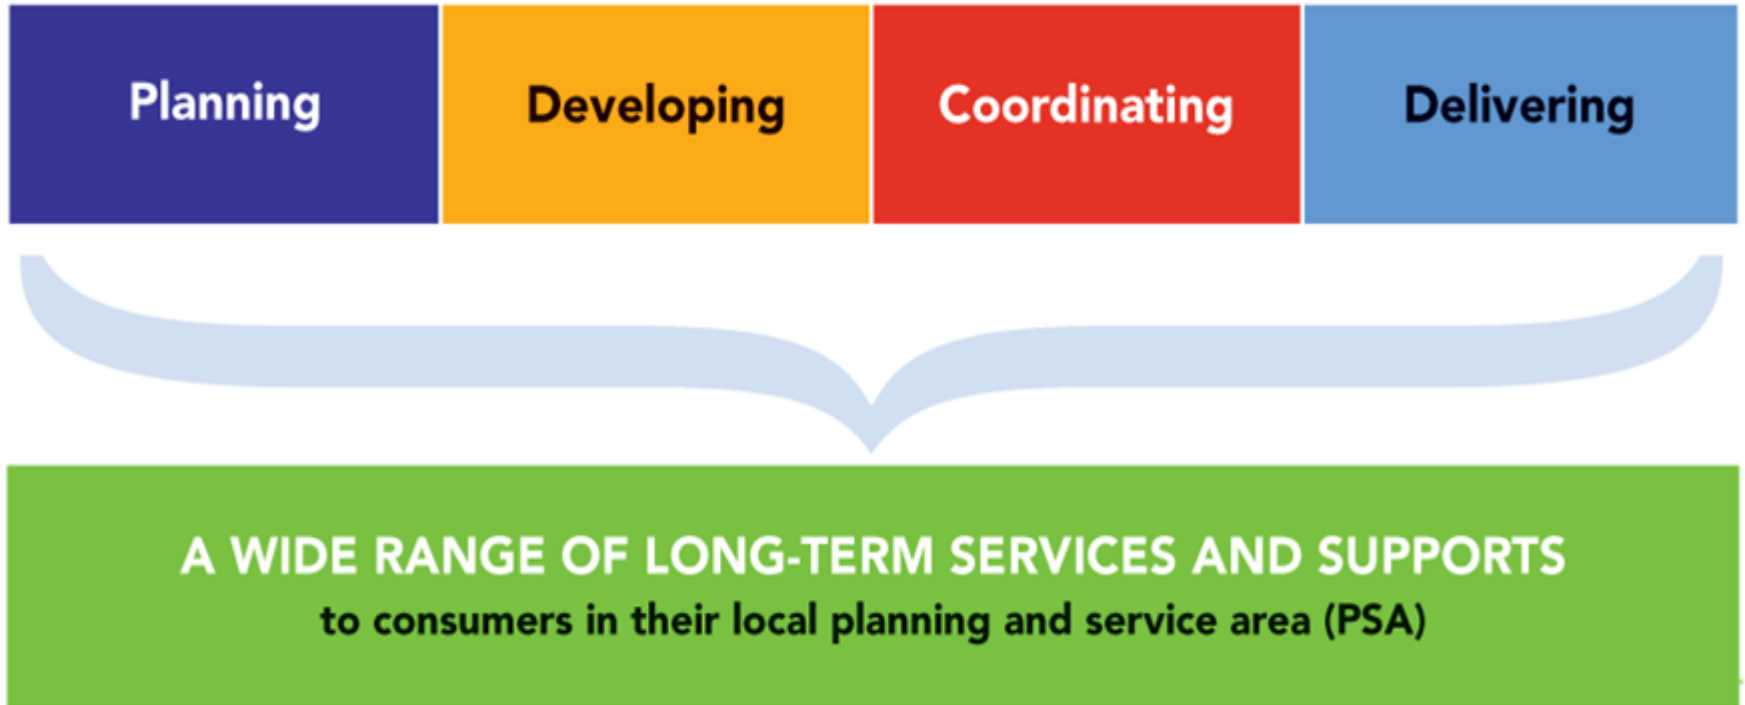 Planning
Developing
Coordinating
Delivering
A WIDE RANGE OF LONG-TERM SERVICES AND SUPPORTS
to consumers in their local planning and service area (PSA)